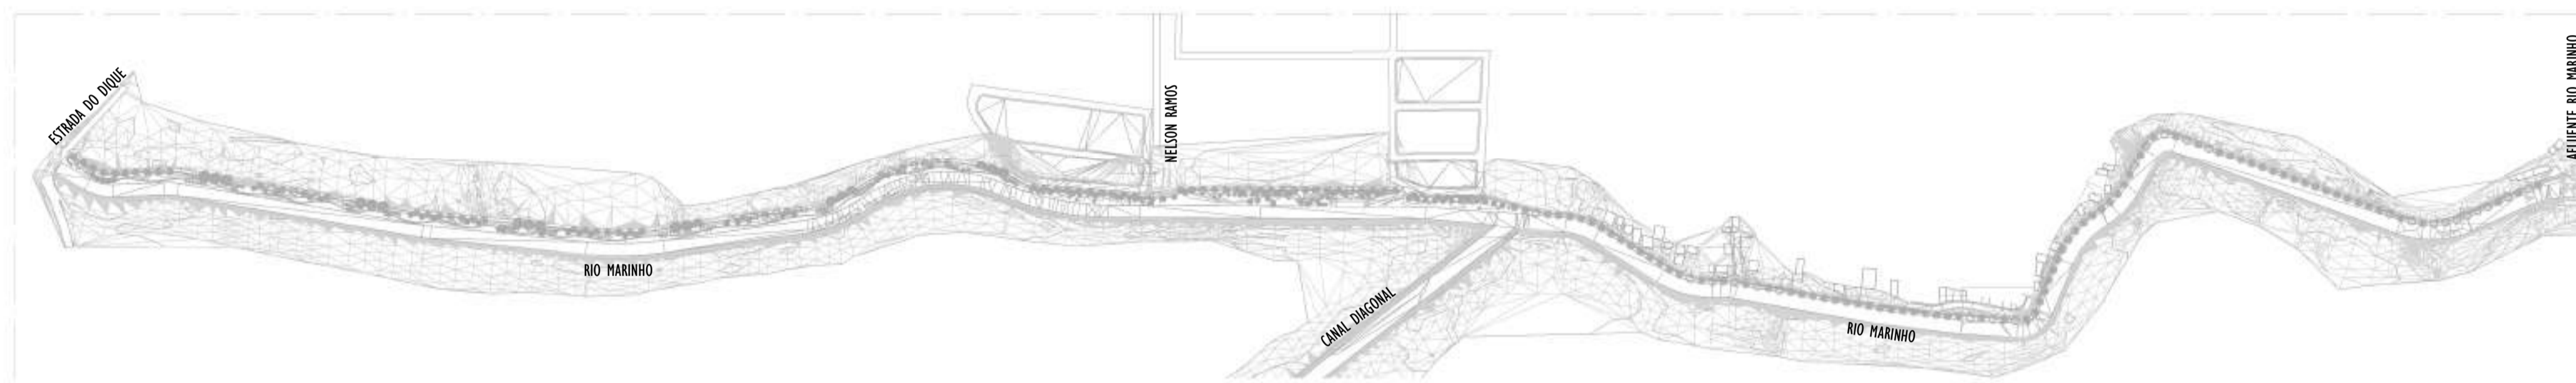 ESTRADA DO DIQUE
RIO MARINHO
NELSON RAMOS
CANAL DIAGONAL
RIO MARINHO
AFLUENTE RIO MARINHO